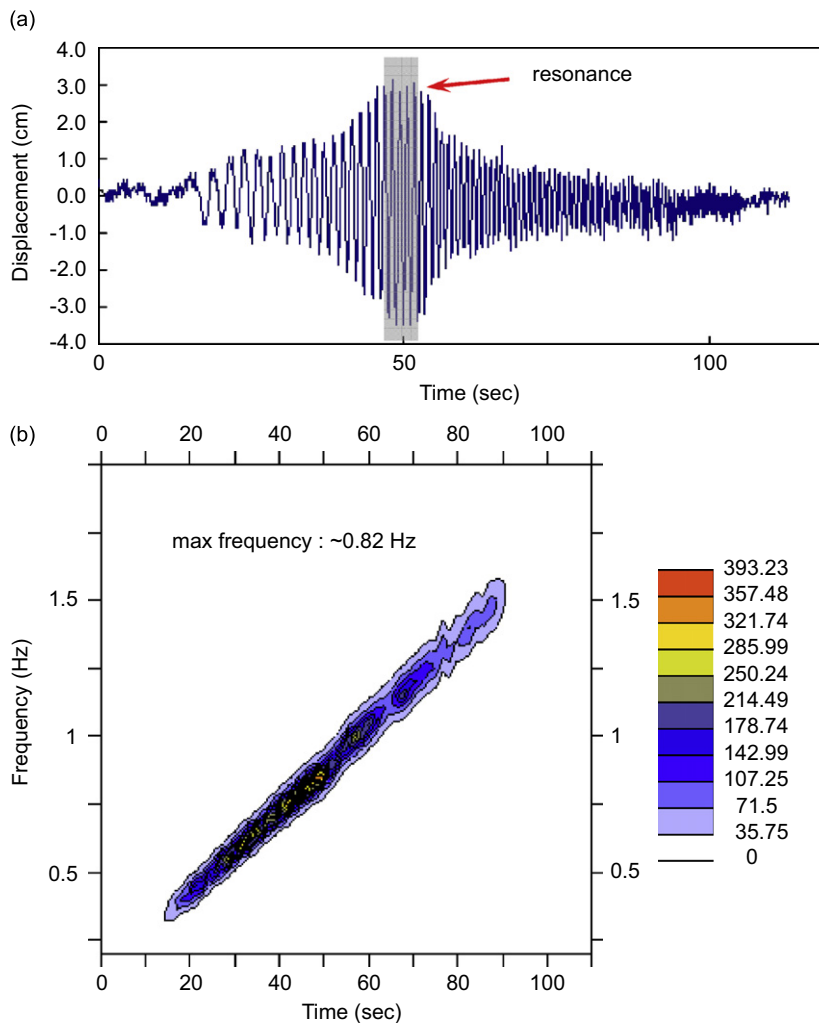 (a)
4.0
3.0
2.0
1.0
0.0
-1.0
-2.0
-3.0
-4.0
Displacement (cm)
resonance
0 50 100
Time (sec)
(b)
0 20 40 60 80 100
max frequency : ~0.82 Hz
1.5
1
0.5
Frequency (Hz)
1.5
1
0.5
0 20 40 60 80 100
Time (sec)
393.23
357.48
321.74
285.99
250.24
214.49
178.74
142.99
107.25
71.5
35.75
0